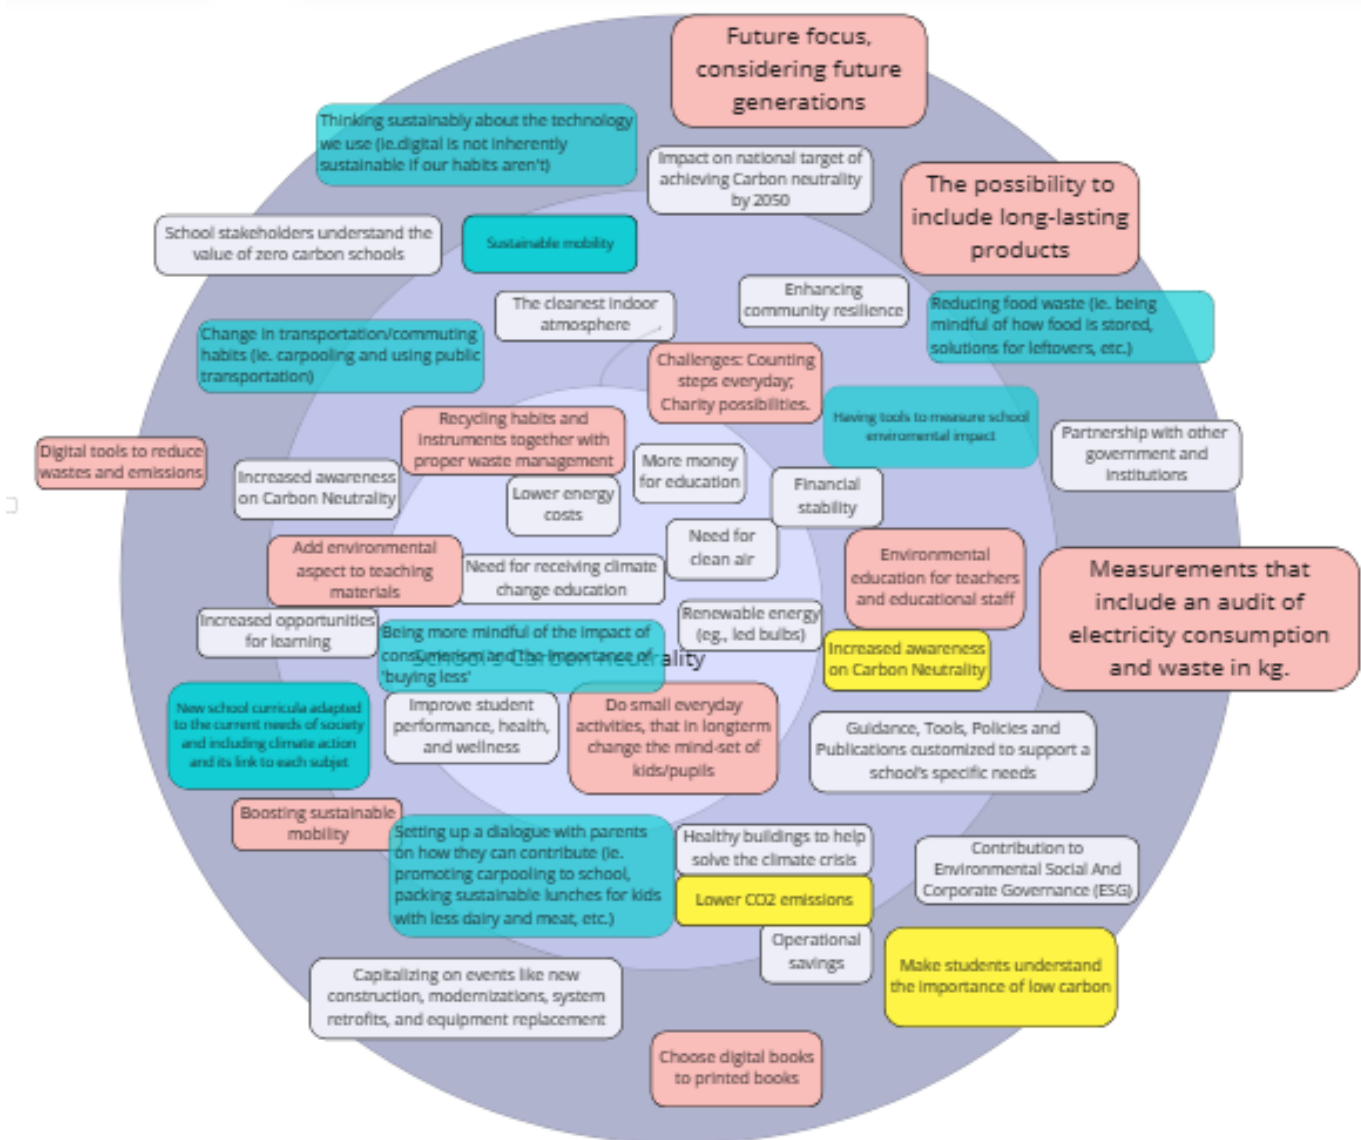 Future focus,
considering future
generations
Thinking sustainably about the technology
we use (ie.digital is not inherently
sustainable if our habits aren't)
Impact on national target of
achieving Carbon neutrality
by 2050
The possibility to
include long-lasting
products
School stakeholders understand the
value of zero carbon schools
Sustainable mobility
The cleanest indoor
atmosphere
Enhancing
community resilience
Reducing food waste (ie. being
mindful of how food is stored,
solutions for leftovers, etc.)
Change in transportation/commuting
habits (ie. carpooling and using public
transportation)
Challenges: Counting
steps everyday;
Charity possibilities.
Having tools to measure school
enviromental impact
Recycling habits and
instruments together with
proper waste management
Partnership with other
government and
institutions
Digital tools to reduce
wastes and emissions
Increased awareness
on Carbon Neutrality
More money
for education
Lower energy
costs
Financial
stability
Need for
clean air
Add environmental
aspect to teaching
materials
Need for receiving climate
change education
Environmental
education for teachers
and educational staff
Measurements that
include an audit of
electricity consumption
and waste in kg.
Increased opportunities
for learning
Being more mindful of the impact of
consumerism and the importance of
'buying less'
School's Carbon neutrality
Renewable energy
(eg., led bulbs)
Increased awareness
on Carbon Neutrality
New school curricula adapted
to the current needs of society
and including climate action
and its link to each subjet
Improve student
performance, health,
and wellness
Do small everyday
activities, that in longterm
change the mind-set of
kids/pupils
Guidance, Tools, Policies and
Publications customized to support a
school's specific needs
Boosting sustainable
mobility
Setting up a dialogue with parents
on how they can contribute (ie.
promoting carpooling to school,
packing sustainable lunches for kids
with less dairy and meat, etc.)
Healthy buildings to help
solve the climate crisis
Lower CO2 emissions
Operational
savings
Contribution to
Environmental Social And
Corporate Governance (ESG)
Make students understand
the importance of low carbon
Capitalizing on events like new
construction, modernizations, system
retrofits, and equipment replacement
Choose digital books
to printed books